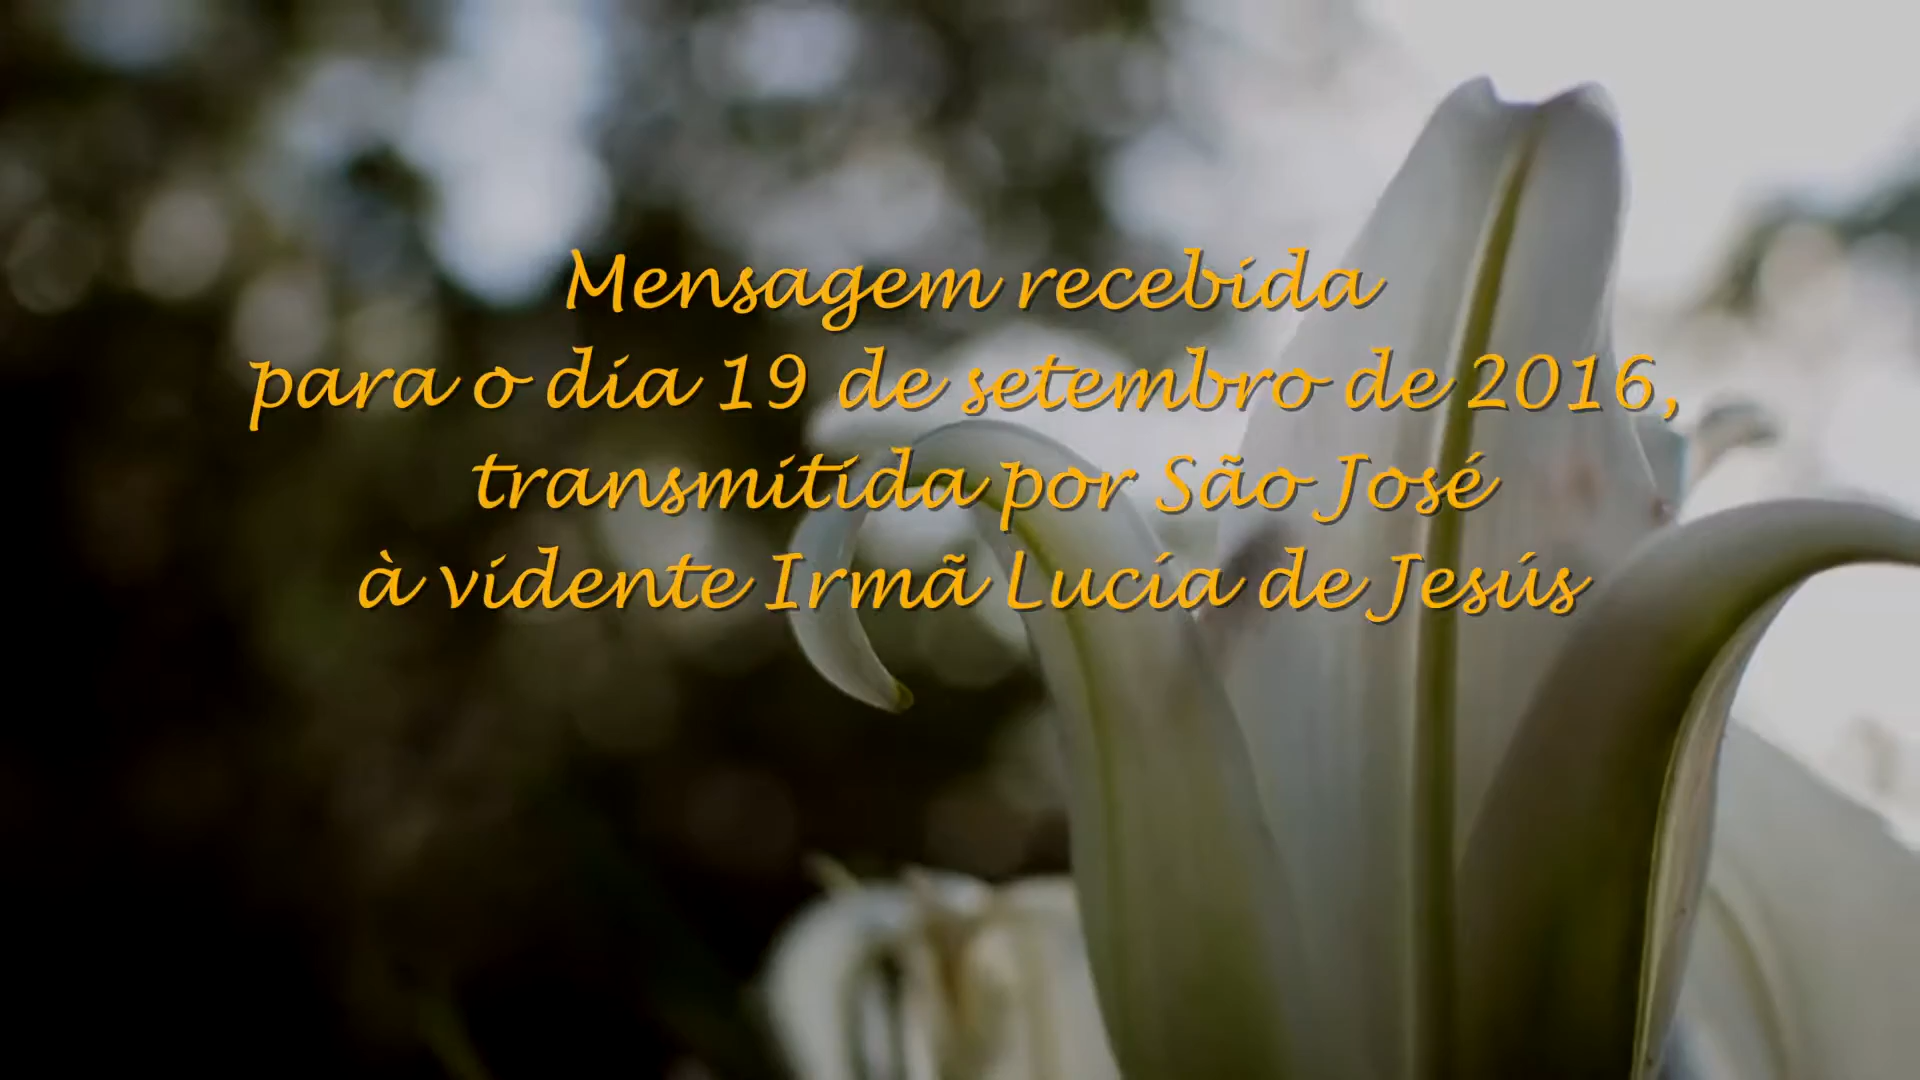 Mensagem recebida
para o dia 19 de setembro de 2016,
transmitida por São José
à vidente Irmã Lucía de Jesús